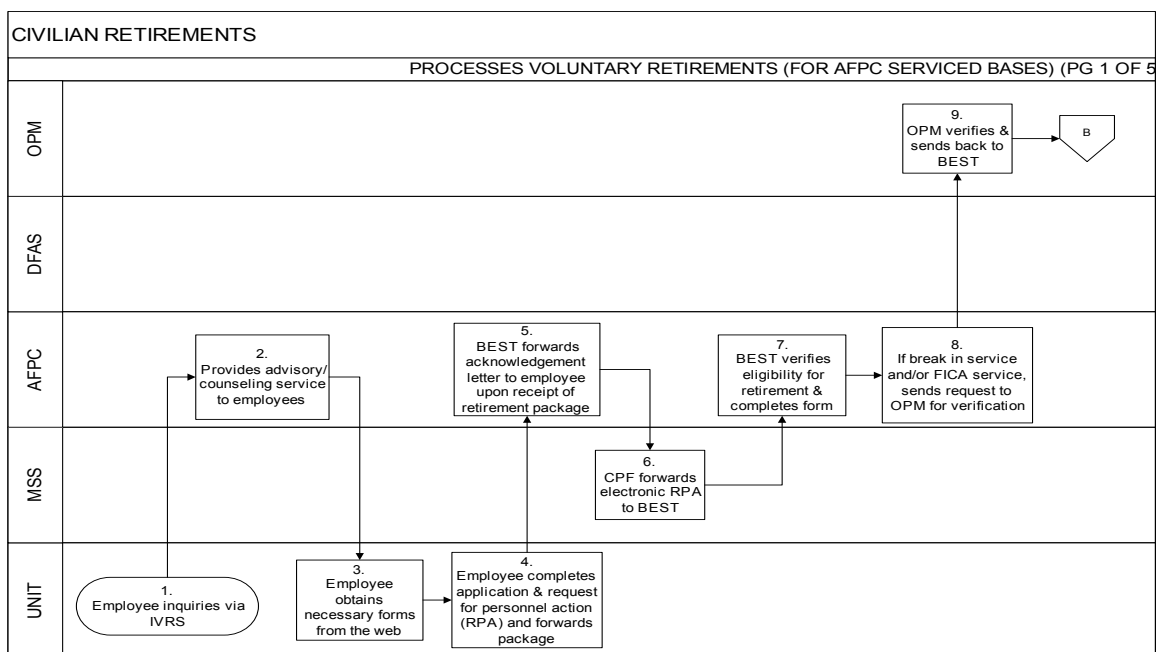 CIVILIAN RETIREMENTS
PROCESSES VOLUNTARY RETIREMENTS (FOR AFPC SERVICED BASES) (PG 1 OF 5
OPM
9.
OPM verifies &
sends back to
BEST
B
DFAS
AFPC
2.
Provides advisory/
counseling service
to employees
5.
BEST forwards
acknowledgement
letter to employee
upon receipt of
retirement package
7.
BEST verifies
eligibility for
retirement &
completes form
8.
If break in service
and/or FICA service,
sends request to
OPM for verification
MSS
6.
CPF forwards
electronic RPA
to BEST
UNIT
1.
Employee inquiries via
IVRS
3.
Employee
obtains
necessary forms
from the web
4.
Employee completes
application & request
for personnel action
(RPA) and forwards
package